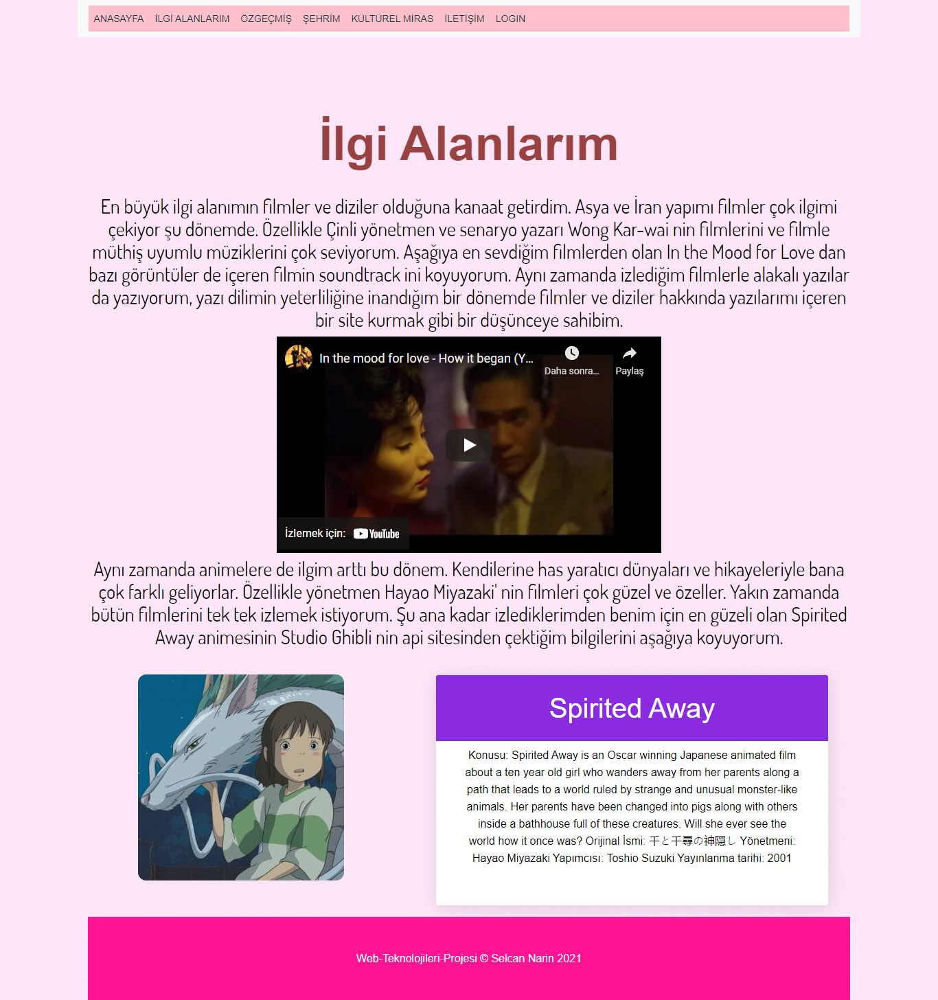 ANASAYFA İLGİ ALANLARIM ÖZGEÇMİŞ ŞEHRİM KÜLTÜREL MİRAS İLETİŞİM LOGIN
İlgi Alanlarım
En büyük ilgi alanımın filmler ve diziler olduğuna kanaat getirdim. Asya ve İran yapımı filmler çok ilgimi
çekiyor şu dönemde. Özellikle Çinli yönetmen ve senaryo yazarı Wong Kar-wai nin filmlerini ve filmle
müthiş uyumlu müziklerini çok seviyorum. Aşağıya en sevdiğim filmlerden olan In the Mood for Love dan
bazı görüntüler de içeren filmin soundtrack ini koyuyorum. Aynı zamanda izlediğim filmlerle alakalı yazılar
da yazıyorum, yazı dilimin yeterliliğine inandığım bir dönemde filmler ve diziler hakkında yazılarımı içeren
bir site kurmak gibi bir düşünceye sahibim.
In the mood for love - How it began (Y...
Daha sonra... Paylaş
İzlemek için: YouTube
Aynı zamanda animelere de ilgim arttı bu dönem. Kendilerine has yaratıcı dünyaları ve hikayeleriyle bana
çok farklı geliyorlar. Özellikle yönetmen Hayao Miyazaki' nin filmleri çok güzel ve özeller. Yakın zamanda
bütün filmlerini tek tek izlemek istiyorum. Şu ana kadar izlediklerimden benim için en güzeli olan Spirited
Away animesinin Studio Ghibli nin api sitesinden çektiğim bilgilerini aşağıya koyuyorum.
Spirited Away
Konusu: Spirited Away is an Oscar winning Japanese animated film
about a ten year old girl who wanders away from her parents along a
path that leads to a world ruled by strange and unusual monster-like
animals. Her parents have been changed into pigs along with others
inside a bathhouse full of these creatures. Will she ever see the
world how it once was? Orijinal İsmi: 千と千尋の神隠し Yönetmeni:
Hayao Miyazaki Yapımcısı: Toshio Suzuki Yayınlanma tarihi: 2001
Web-Teknolojileri-Projesi © Selcan Narin 2021